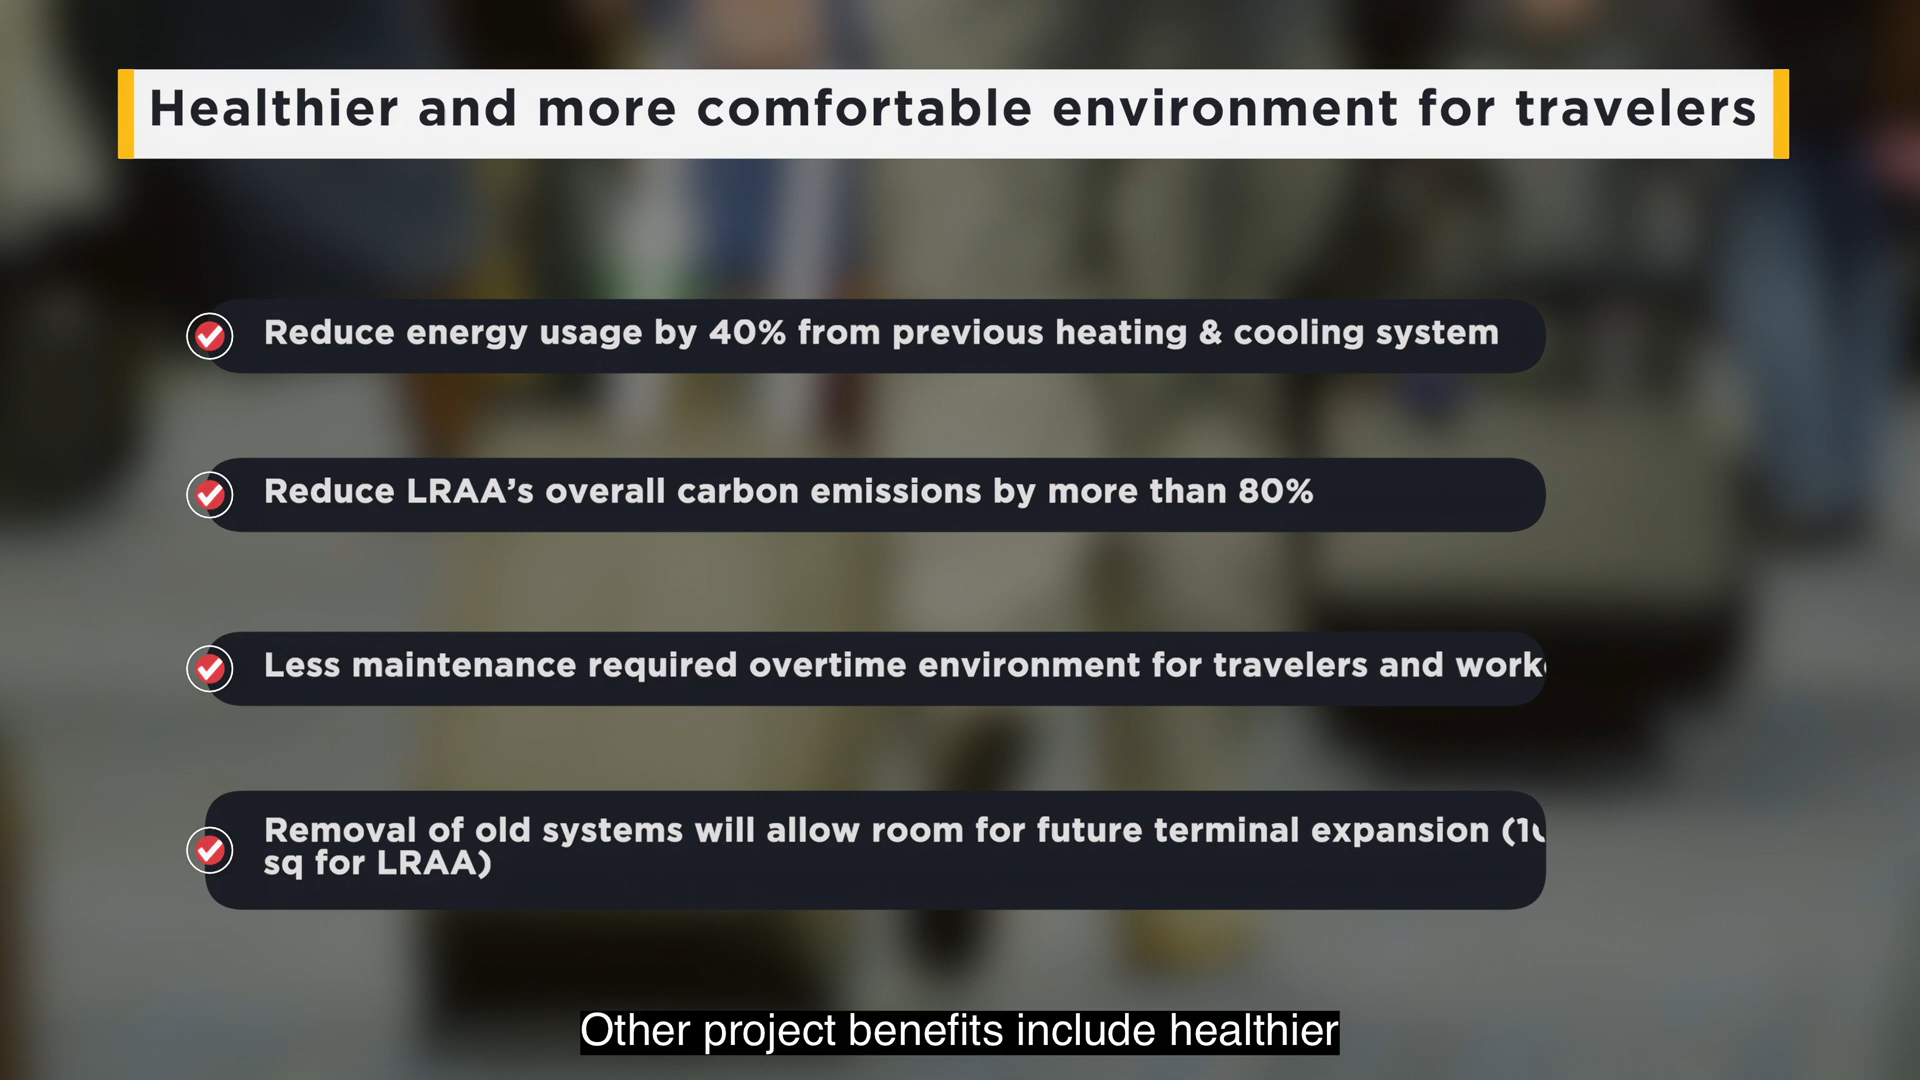 Healthier and more comfortable environment for travelers
Reduce energy usage by 40% from previous heating & cooling system
Reduce LRAA’s overall carbon emissions by more than 80%
Less maintenance required overtime environment for travelers and
Removal of old systems will allow room for future terminal expansion
sq for LRAA)
Other project benefits include healthier